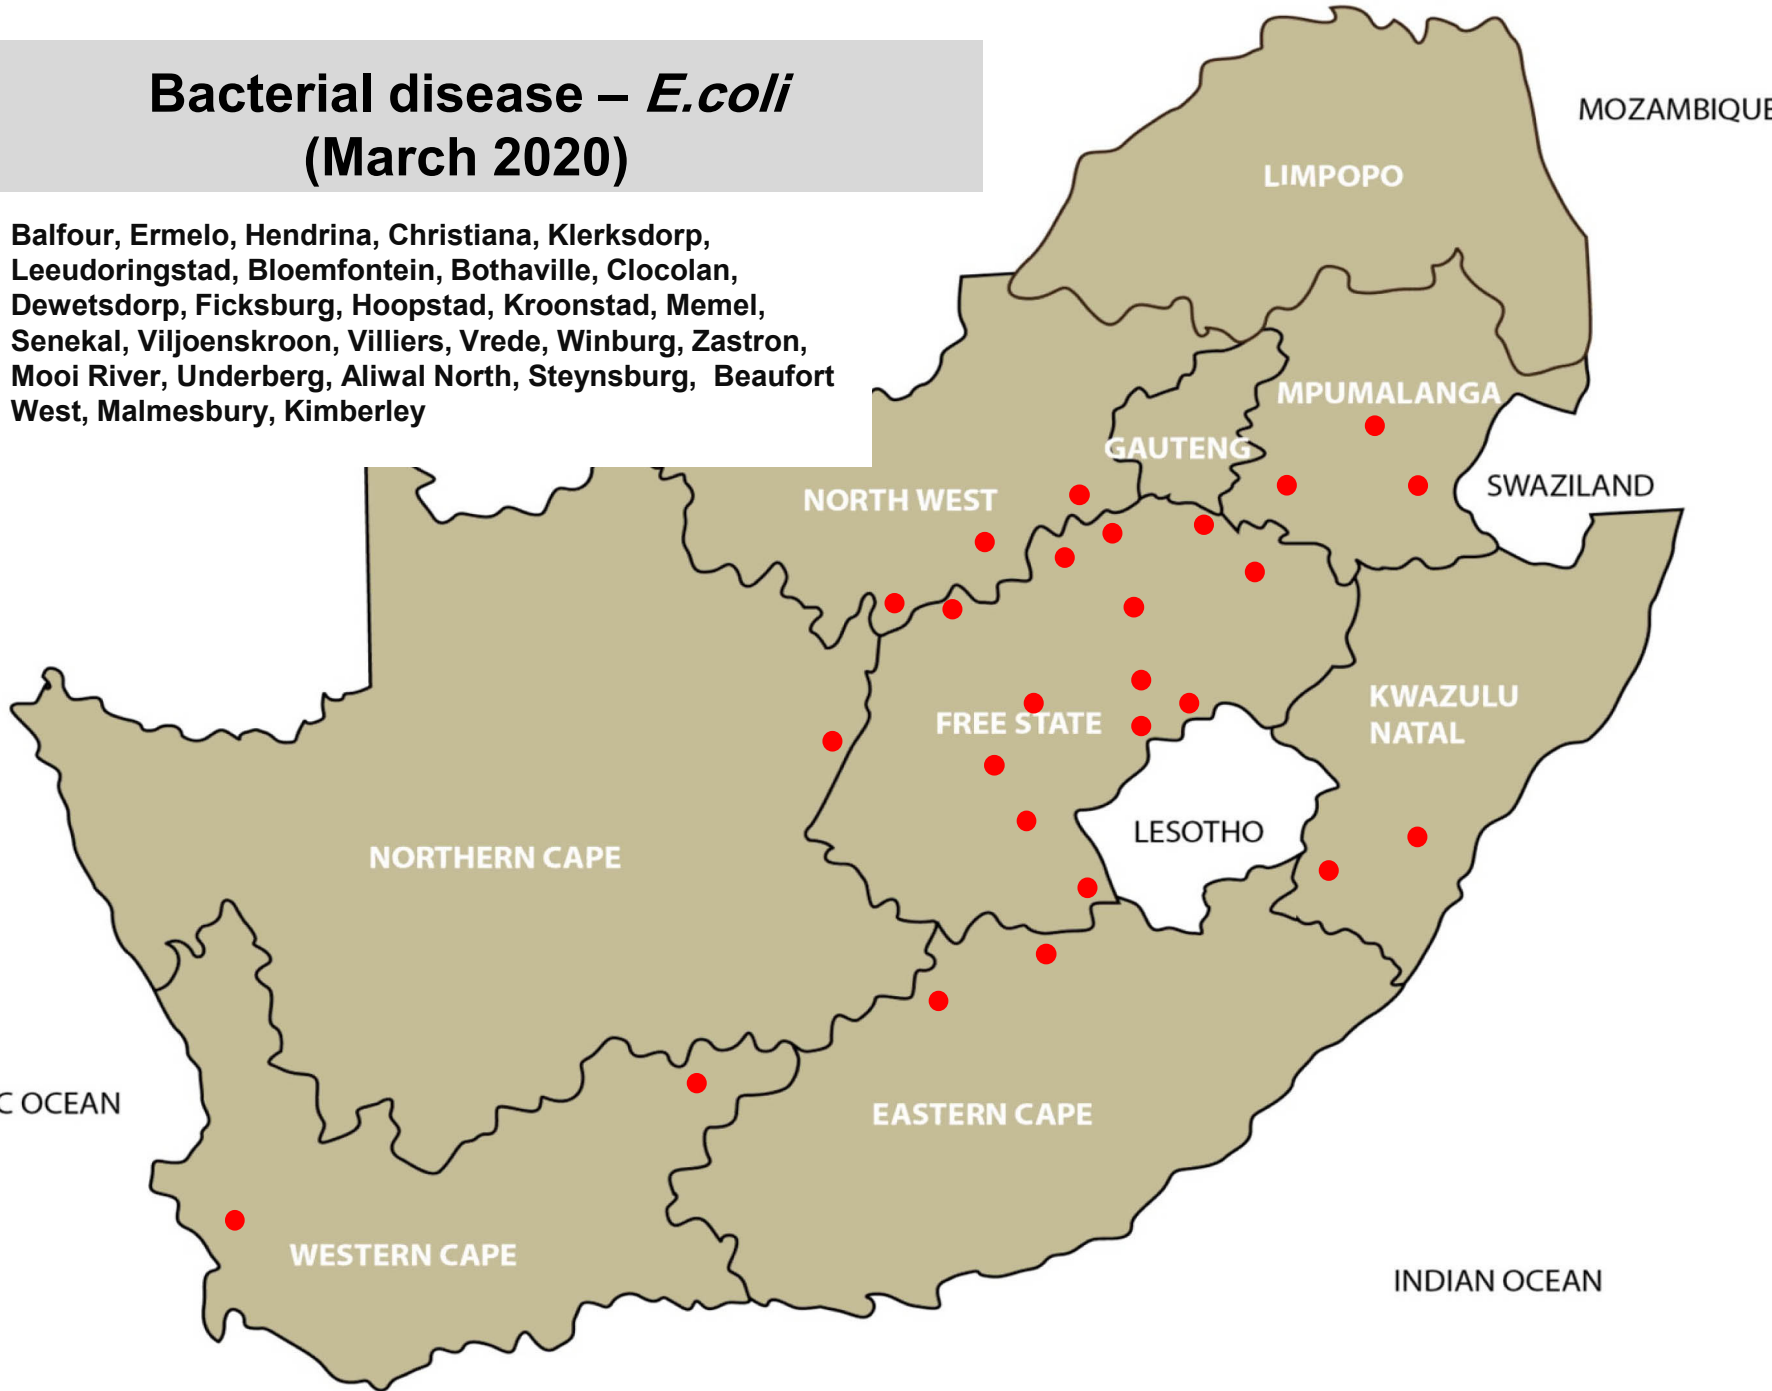 Bacterial disease – E.coli
(March 2020)
Balfour, Ermelo, Hendrina, Christiana, Klerksdorp,
Leeudoringstad, Bloemfontein, Bothaville, Clocolan,
Dewetsdorp, Ficksburg, Hoopstad, Kroonstad, Memel,
Senekal, Viljoenskroon, Villiers, Vrede, Winburg, Zastron,
Mooi River, Underberg, Aliwal North, Steynsburg, Beaufort
West, Malmesbury, Kimberley
MOZAMBIQUE
LIMPOPO
MPUMALANGA
GAUTENG
SWAZILAND
NORTH WEST
KWAZULU
NATAL
FREE STATE
LESOTHO
NORTHERN CAPE
C OCEAN
EASTERN CAPE
WESTERN CAPE
INDIAN OCEAN